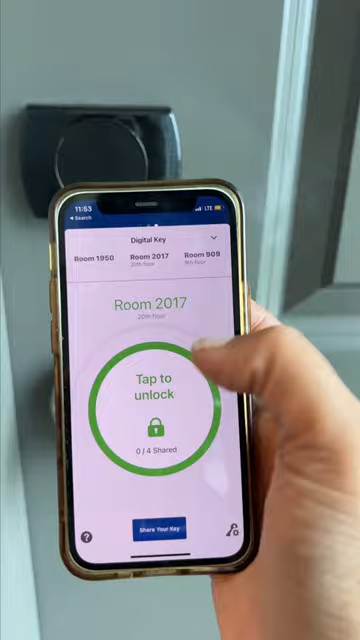 11:53
LTE
Search
Digital Key
Room 1950
Room 2017
20th floor
Room 909
9th floor
Room 2017
20th floor
Tap to
unlock
0 / 4 Shared
Share Your Key
?